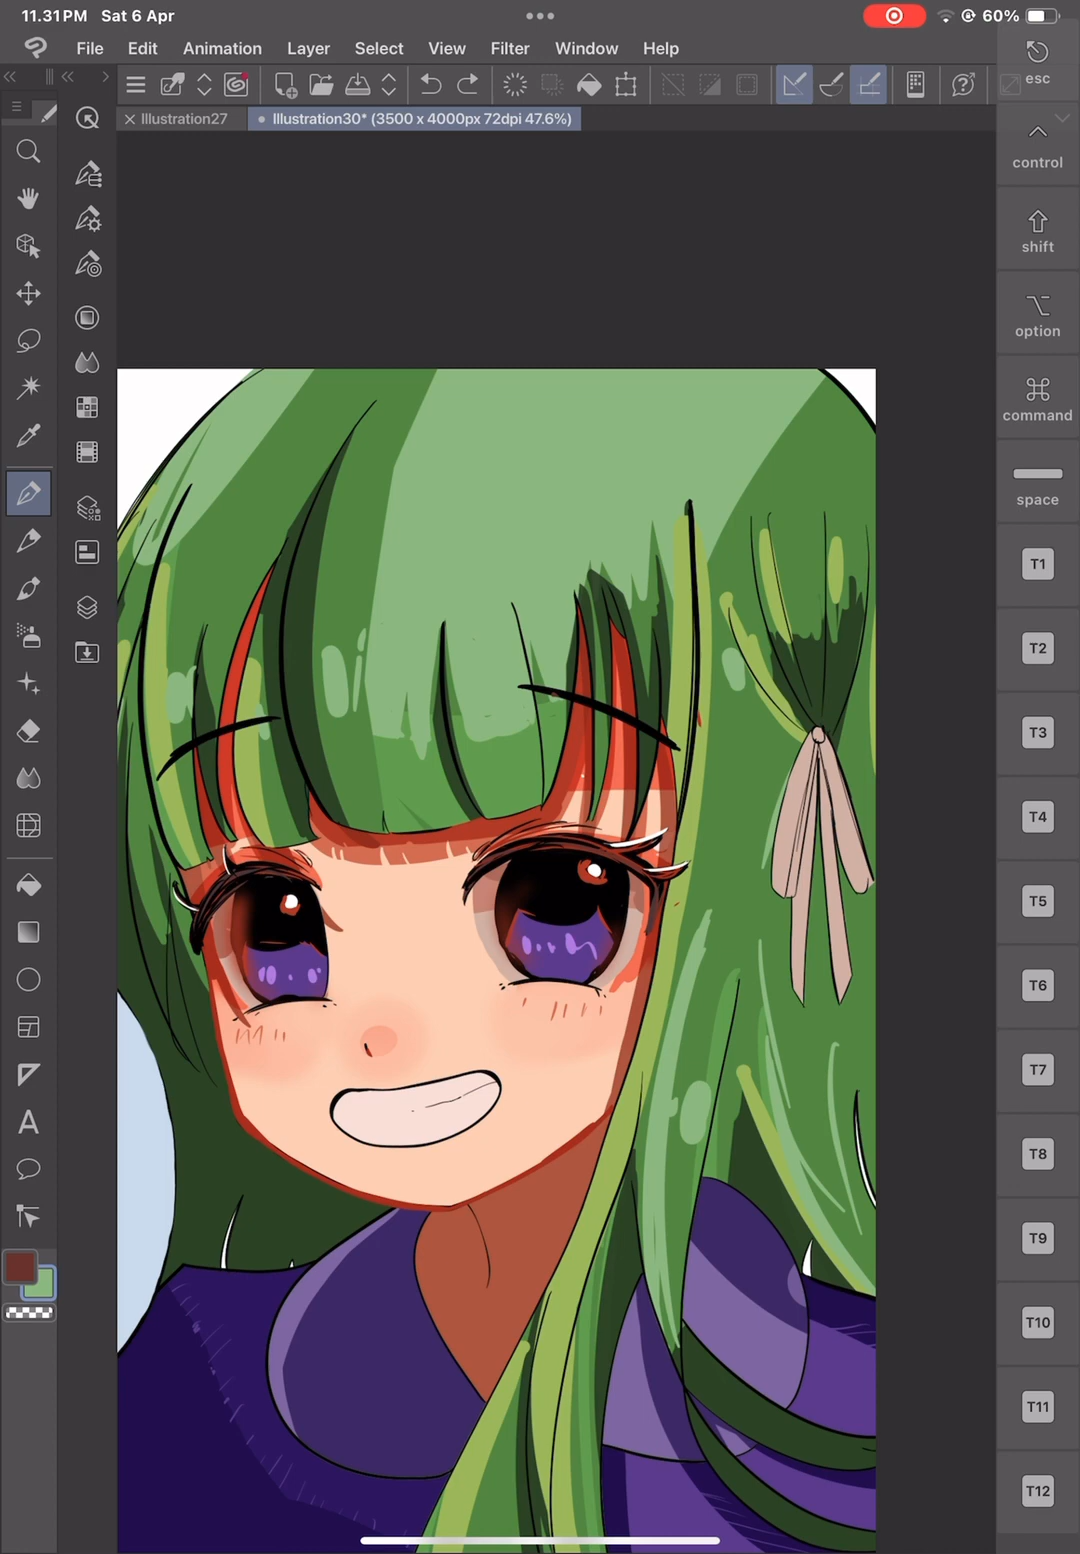 11.31 PM Sat 6 Apr
60%
File Edit Animation Layer Select View Filter Window Help
esc
Illustration27
Illustration30* (3500 x 4000px 72dpi 47.6%)
control
shift
option
command
space
T1
T2
T3
T4
T5
T6
T7
T8
T9
T10
T11
T12
A